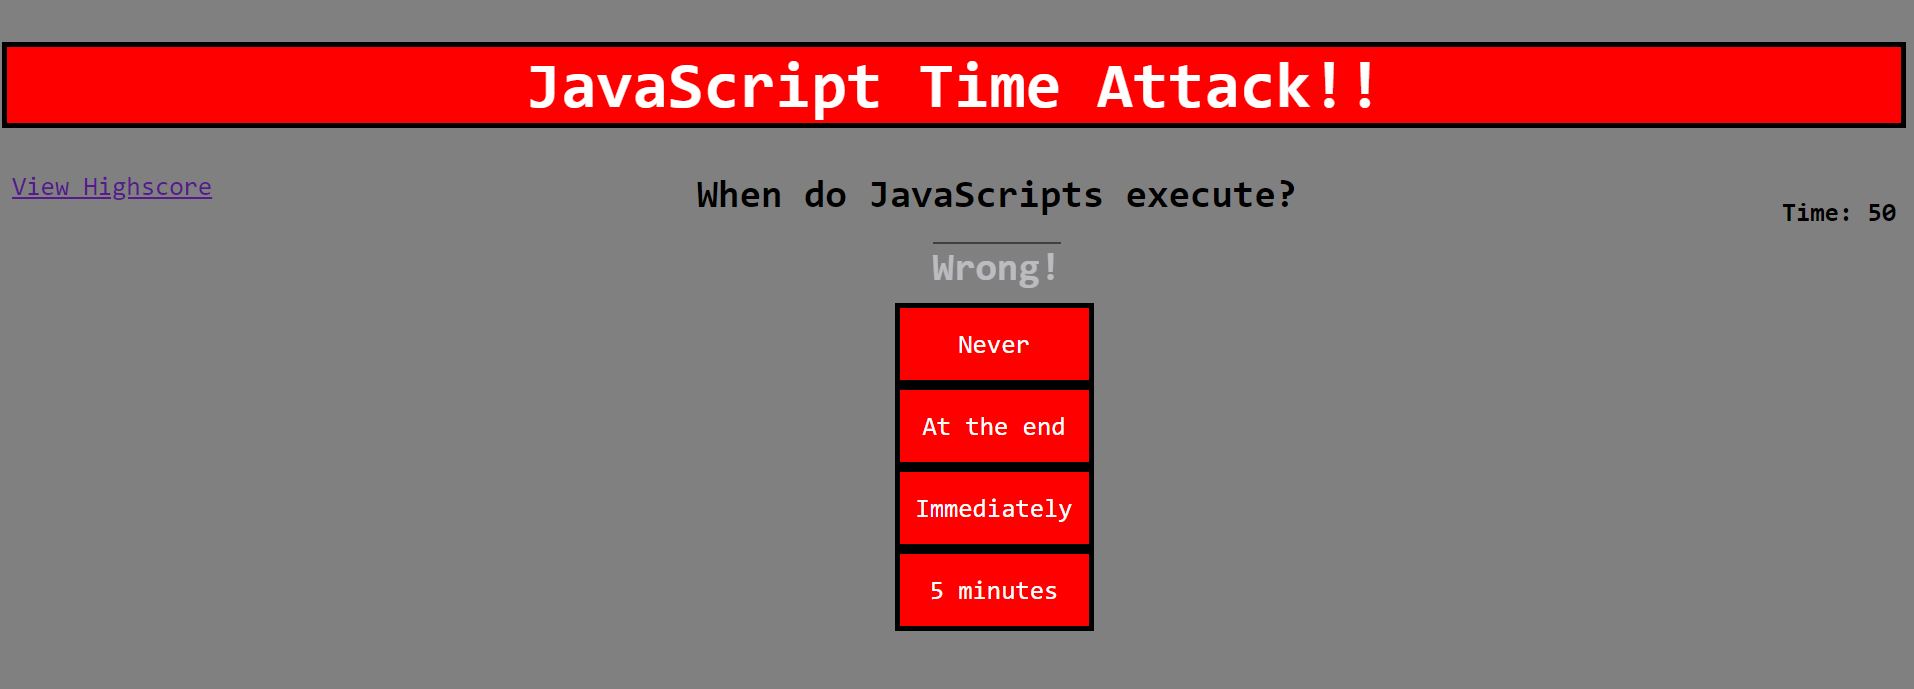 JavaScript Time Attack!!
View Highscore
When do JavaScripts execute?
Time: 50
Wrong!
Never
At the end
Immediately
5 minutes